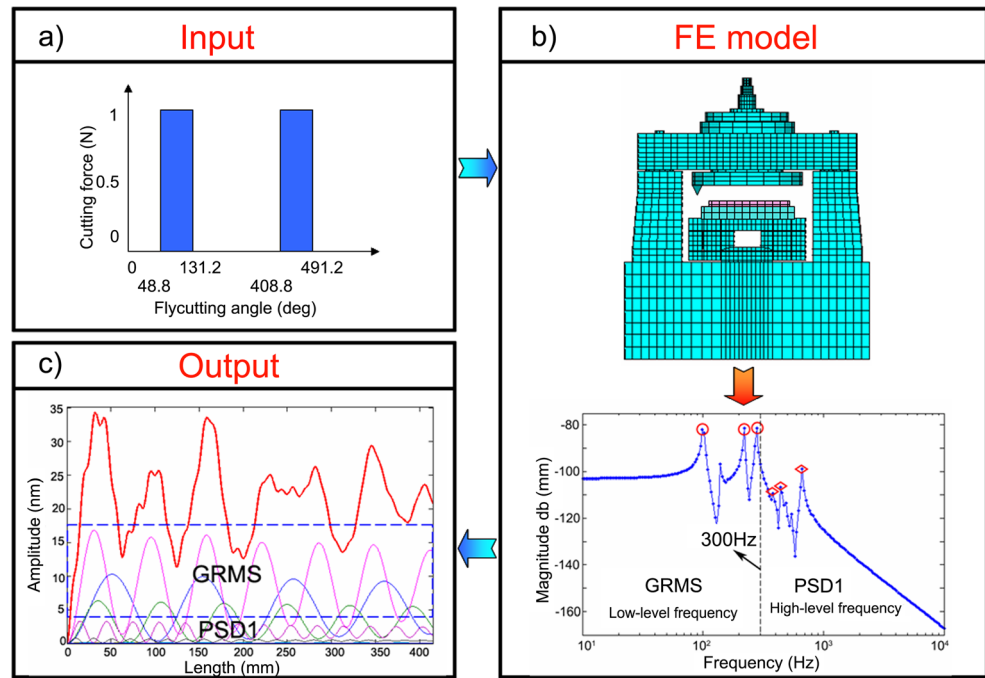 a) Input
Cutting force (N)
1
0.5
0
0 131.2 491.2
48.8 408.8
Flycutting angle (deg)
b) FE model
Magnitude db (mm)
-80
-100
-120
-140
-160
300Hz
GRMS
Low-level frequency
PSD1
High-level frequency
10¹ 10² 10³ 10⁴
Frequency (Hz)
c) Output
Amplitude (nm)
35
30
25
20
15
10
5
0
GRMS
PSD1
0 50 100 150 200 250 300 350 400
Length (mm)